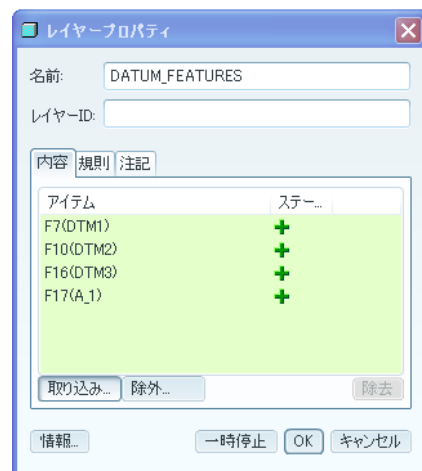 レイヤープロパティ
名前: DATUM_FEATURES
レイヤーID:
内容 規則 注記
アイテム ステー...
F7(DTM1)
F10(DTM2)
F16(DTM3)
F17(A_1)
取り込み... 除外... 除去
情報... 一時停止 OK キャンセル